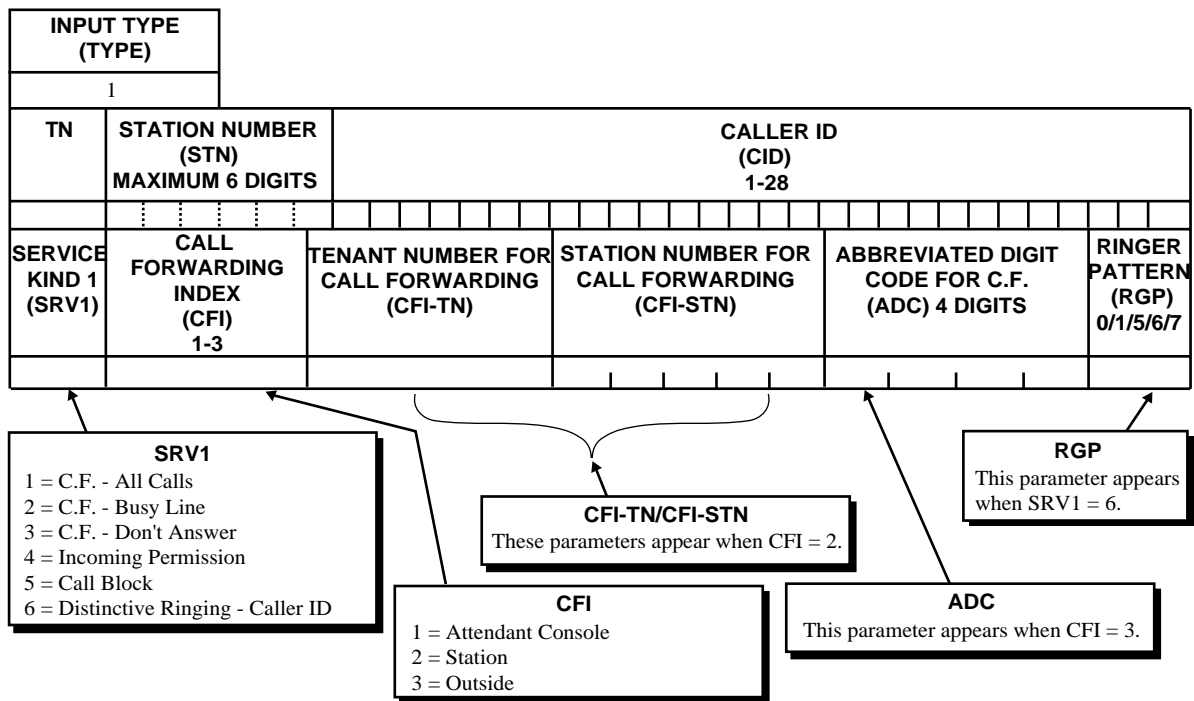 INPUT TYPE
(TYPE)
1
TN
STATION NUMBER
(STN)
MAXIMUM 6 DIGITS
CALLER ID
(CID)
1-28
SERVICE
KIND 1
(SRV1)
CALL
FORWARDING
INDEX
(CFI)
1-3
TENANT NUMBER FOR
CALL FORWARDING
(CFI-TN)
STATION NUMBER FOR
CALL FORWARDING
(CFI-STN)
ABBREVIATED DIGIT
CODE FOR C.F.
(ADC) 4 DIGITS
RINGER
PATTERN
(RGP)
0/1/5/6/7
SRV1
1 = C.F. - All Calls
2 = C.F. - Busy Line
3 = C.F. - Don't Answer
4 = Incoming Permission
5 = Call Block
6 = Distinctive Ringing - Caller ID
CFI-TN/CFI-STN
These parameters appear when CFI = 2.
RGP
This parameter appears
when SRV1 = 6.
CFI
1 = Attendant Console
2 = Station
3 = Outside
ADC
This parameter appears when CFI = 3.